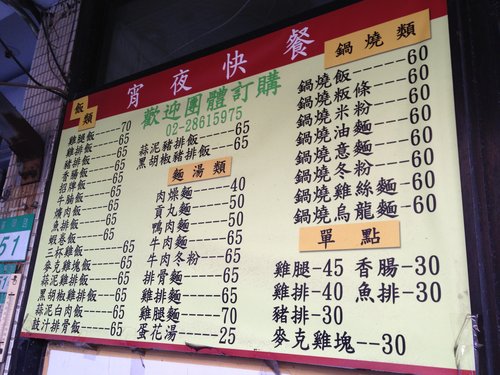 宵夜快餐
歡迎團體訂購
02-28615975
飯類
雞腿飯----70
雞排飯----65
豬排飯----65
香腸飯----65
招牌飯----65
牛腩飯----65
爌肉飯----65
魚排飯----65
蝦卷飯----65
三杯雞飯----65
麥克雞塊飯----65
蒜泥雞排飯---65
黑胡椒雞排飯--65
蒜泥白肉飯----65
豉汁排骨飯----65
蒜泥豬排飯----65
黑胡椒豬排飯--65
麵湯類
肉燥麵-----40
貢丸麵-----50
鴨肉麵-----50
牛肉麵-----65
牛肉冬粉----65
排骨麵-----65
雞排麵-----65
雞腿麵-----70
蛋花湯-----25
鍋燒類
鍋燒飯------60
鍋燒粄條----60
鍋燒米粉----60
鍋燒油麵----60
鍋燒意麵----60
鍋燒冬粉----60
鍋燒雞絲麵-60
鍋燒烏龍麵-60
單點
雞腿-45 香腸-30
雞排-40 魚排-30
豬排-30
麥克雞塊---30
51